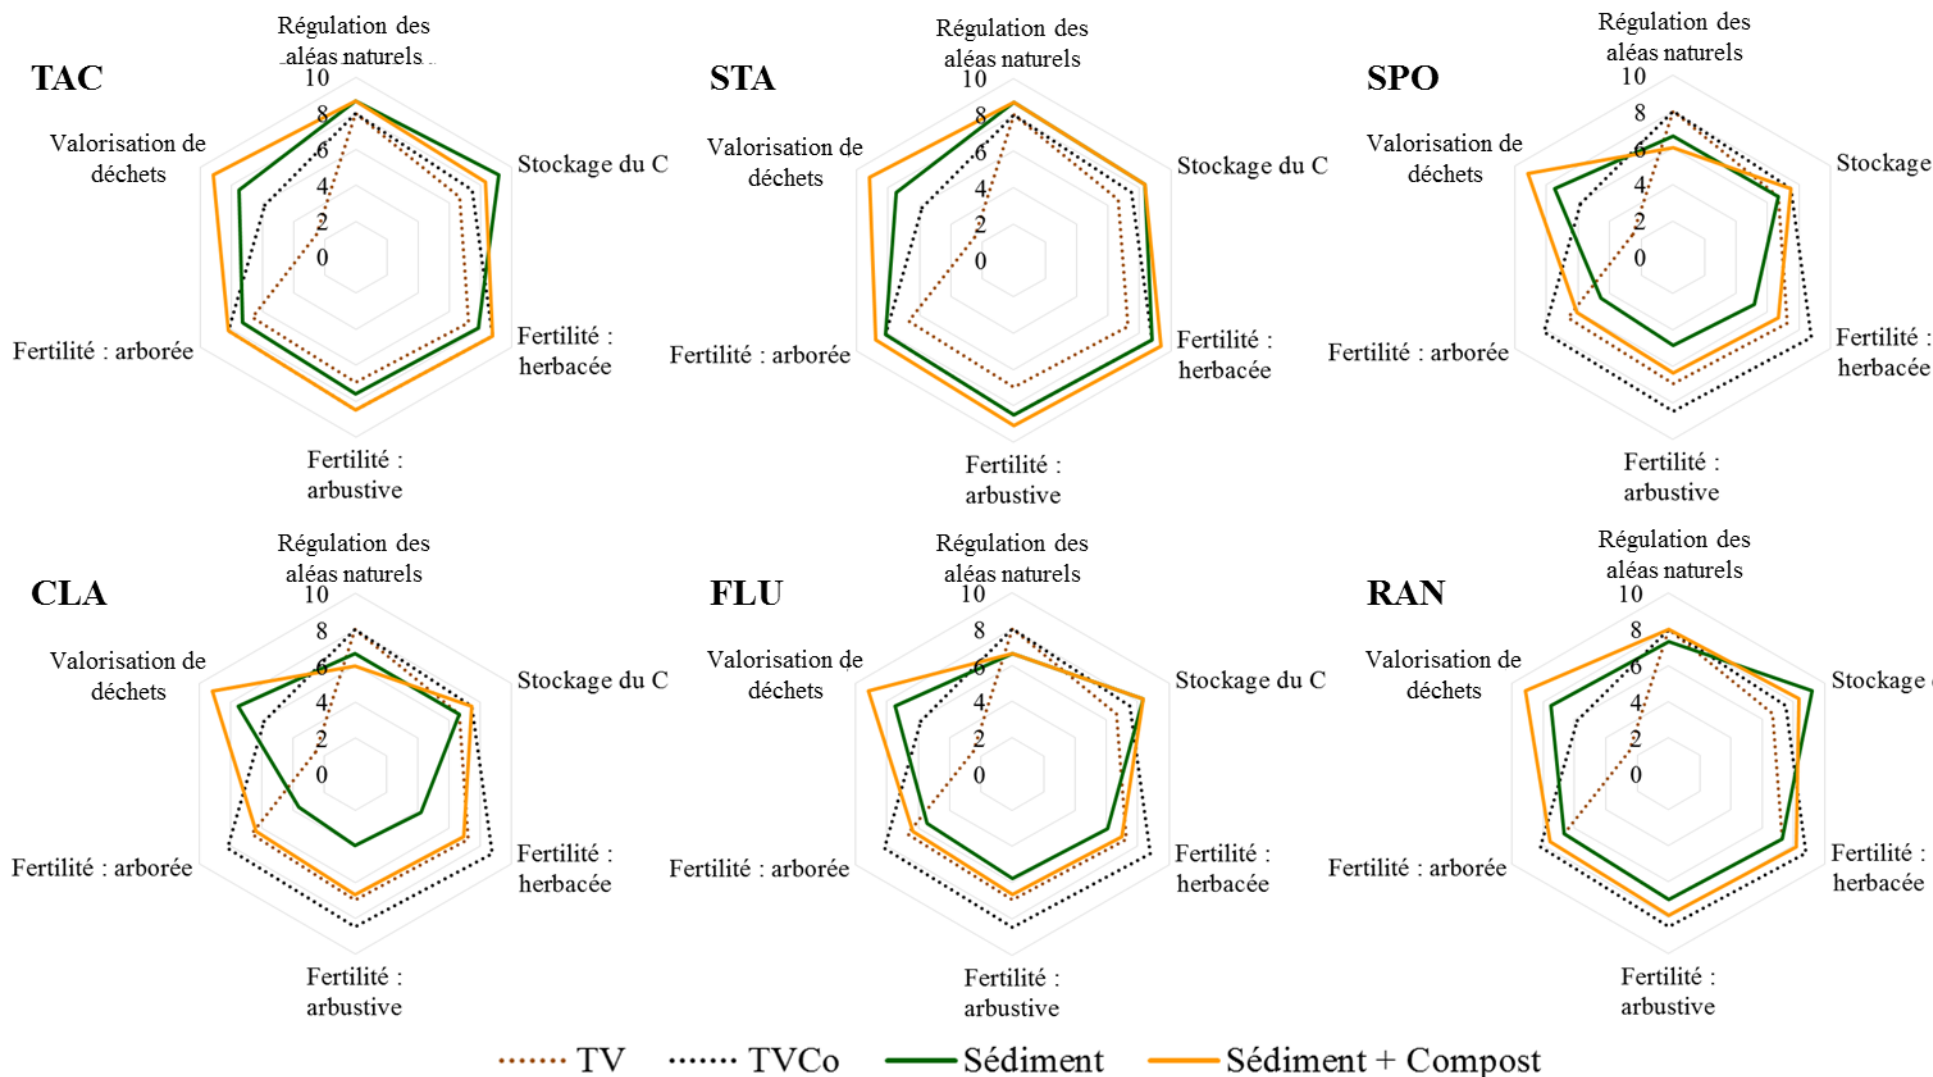 TAC
Régulation des
aléas naturels
10
8
6
4
2
0
Stockage du C
Fertilité :
herbacée
Fertilité :
arbustive
Fertilité : arborée
Valorisation de
déchets
STA
Régulation des
aléas naturels
10
8
6
4
2
0
Stockage du C
Fertilité :
herbacée
Fertilité :
arbustive
Fertilité : arborée
Valorisation de
déchets
SPO
Régulation des
aléas naturels
10
8
6
4
2
0
Stockage
Fertilité :
herbacée
Fertilité :
arbustive
Fertilité : arborée
Valorisation de
déchets
CLA
Régulation des
aléas naturels
10
8
6
4
2
0
Stockage du C
Fertilité :
herbacée
Fertilité :
arbustive
Fertilité : arborée
Valorisation de
déchets
FLU
Régulation des
aléas naturels
10
8
6
4
2
0
Stockage du C
Fertilité :
herbacée
Fertilité :
arbustive
Fertilité : arborée
Valorisation de
déchets
RAN
Régulation des
aléas naturels
10
8
6
4
2
0
Stockage
Fertilité :
herbacée
Fertilité :
arbustive
Fertilité : arborée
Valorisation de
déchets
TV TVCo Sédiment Sédiment + Compost